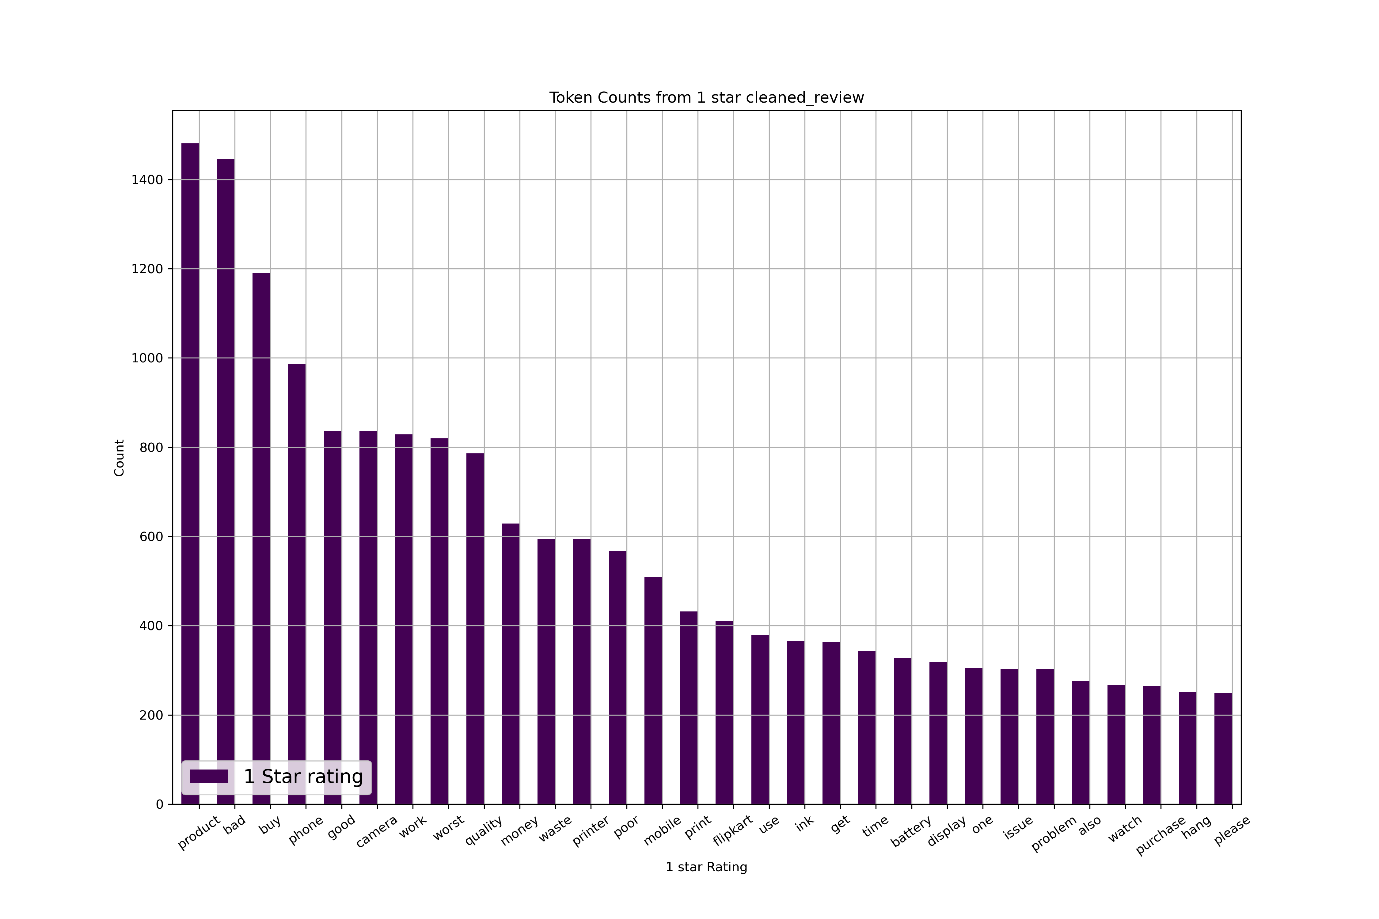 Token Counts from 1 star cleaned_review
1400
1200
1000
800
600
400
200
0
Count
1 Star rating
product
bad
buy
phone
good
camera
work
worst
quality
money
waste
printer
poor
mobile
print
flipkart
use
ink
get
time
battery
display
one
issue
problem
also
watch
purchase
hang
please
1 star Rating